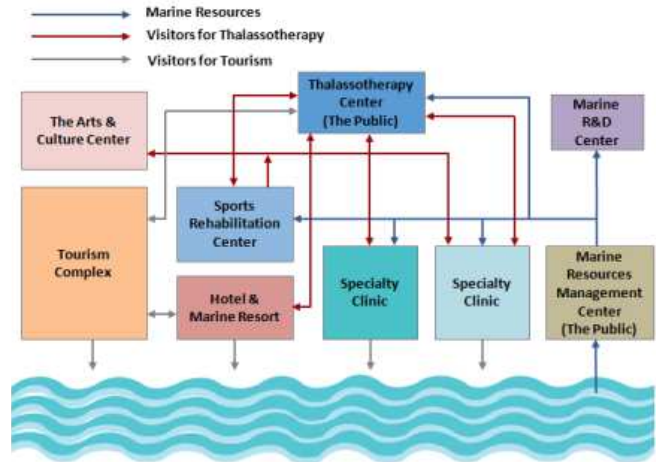 Marine Resources
Visitors for Thalassotherapy
Visitors for Tourism
Thalassotherapy
Center
(The Public)
The Arts &
Culture Center
Marine
R&D
Center
Sports
Rehabilitation
Center
Tourism
Complex
Hotel &
Marine Resort
Specialty
Clinic
Specialty
Clinic
Marine
Resources
Management
Center
(The Public)